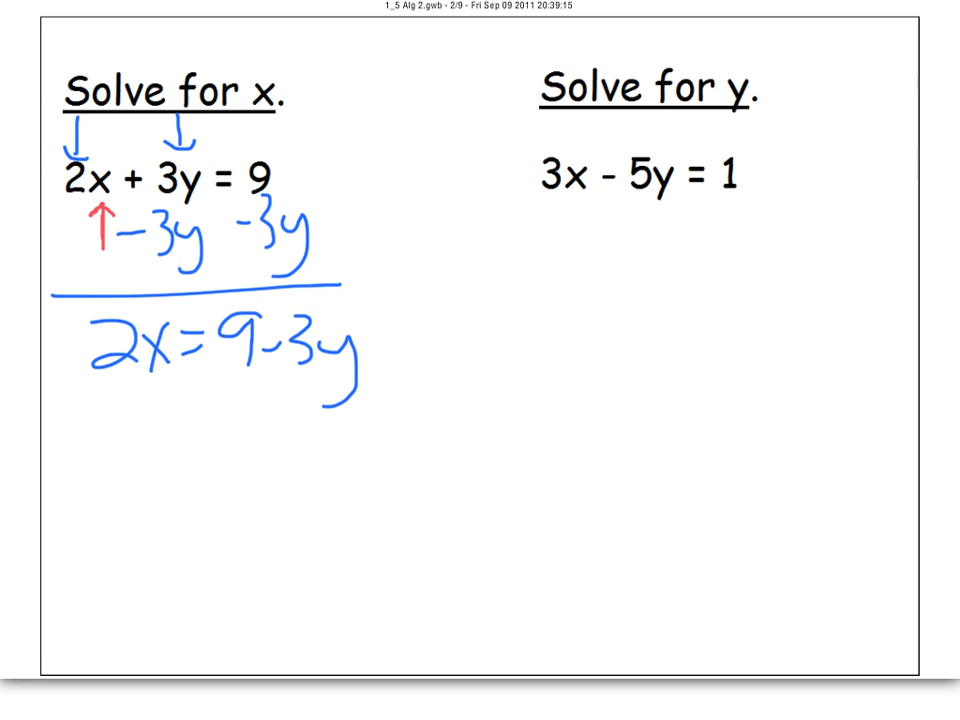 1_5 Alg 2.gwb - 2/9 - Fri Sep 09 2011 20:39:15
Solve for x.
2x + 3y = 9
-3y -3y
2x = 9-3y
Solve for y.
3x - 5y = 1